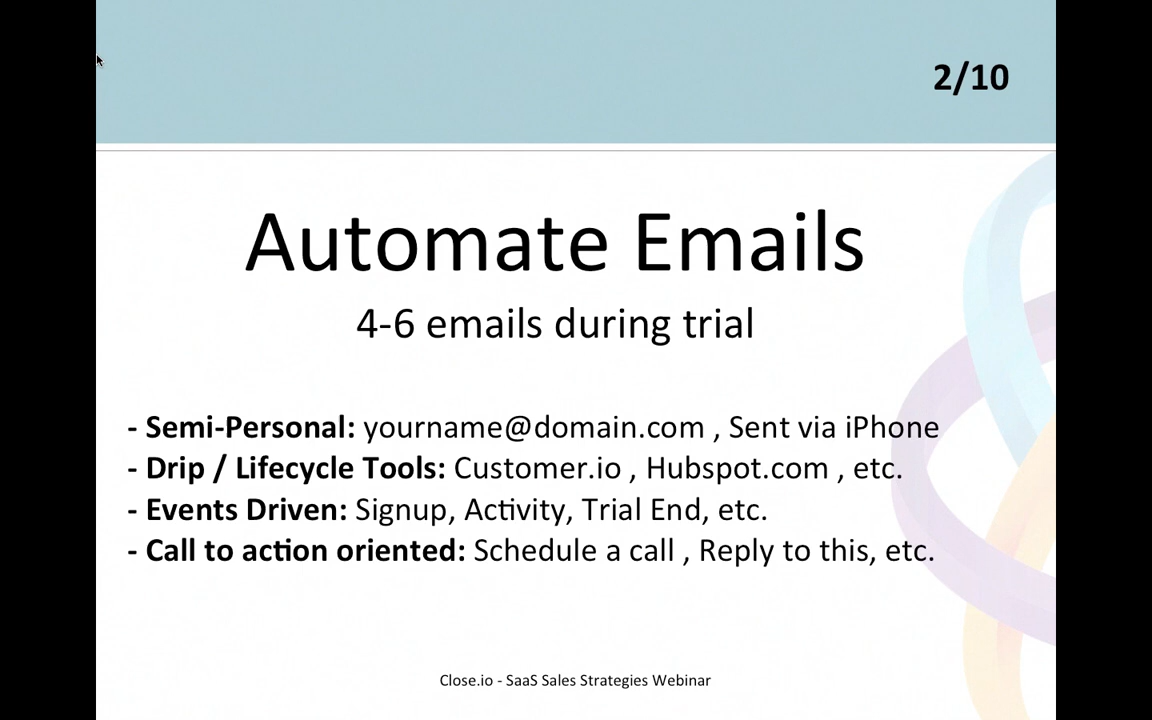 2/10
Automate Emails
4-6 emails during trial
- Semi-Personal: yourname@domain.com , Sent via iPhone
- Drip / Lifecycle Tools: Customer.io , Hubspot.com , etc.
- Events Driven: Signup, Activity, Trial End, etc.
- Call to action oriented: Schedule a call , Reply to this, etc.
Close.io - SaaS Sales Strategies Webinar